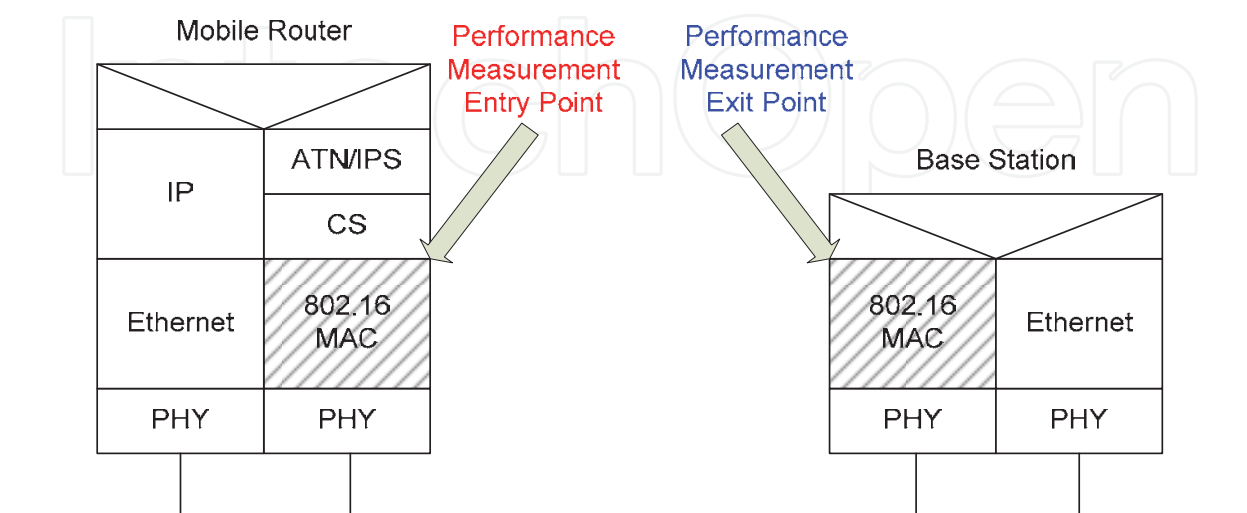 Mobile Router
Performance
Measurement
Entry Point
Performance
Measurement
Exit Point
Base Station
IP
ATN/IPS
CS
Ethernet
802.16
MAC
PHY
PHY
802.16
MAC
Ethernet
PHY
PHY
IntechOpen